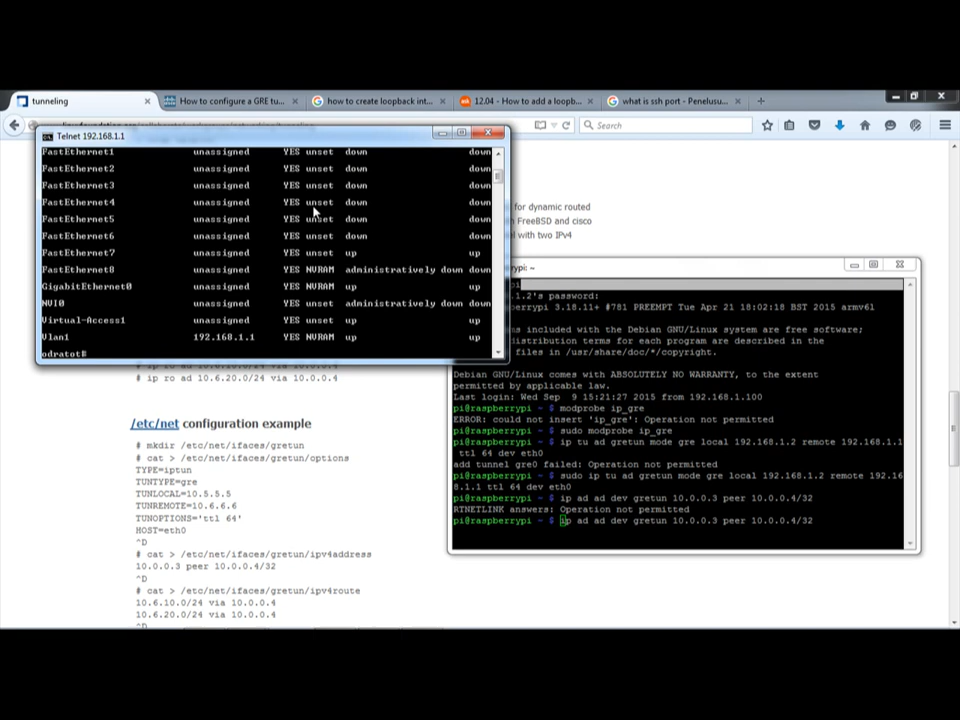 tunneling
How to configure a GRE tu...
how to create loopback int...
12.04 - How to add a loopb...
what is ssh port - Penelusu...
Search
Telnet 192.168.1.1
FastEthernet1 unassigned YES unset down down
FastEthernet2 unassigned YES unset down down
FastEthernet3 unassigned YES unset down down
FastEthernet4 unassigned YES unset down down
FastEthernet5 unassigned YES unset down down
FastEthernet6 unassigned YES unset down down
FastEthernet7 unassigned YES unset up up
FastEthernet8 unassigned YES NVRAM administratively down down
GigabitEthernet0 unassigned YES NVRAM up up
NVI0 unassigned YES unset administratively down down
Virtual-Access1 unassigned YES unset up up
Vlan1 192.168.1.1 YES NVRAM up up
odratot#
for dynamic routed
FreeBSD and cisco
with two IPv4
# ip ro ad 10.6.20.0/24 via 10.0.0.4
/etc/net configuration example
# mkdir /etc/net/ifaces/gretun
# cat > /etc/net/ifaces/gretun/options
TYPE=iptun
TUNTYPE=gre
TUNLOCAL=10.5.5.5
TUNREMOTE=10.6.6.6
TUNOPTIONS='ttl 64'
HOST=eth0
^D
# cat > /etc/net/ifaces/gretun/ipv4address
10.0.0.3 peer 10.0.0.4/32
^D
# cat > /etc/net/ifaces/gretun/ipv4route
10.6.10.0/24 via 10.0.0.4
10.6.20.0/24 via 10.0.0.4
^D
errypi: ~
.1.2's password:
rrypi 3.18.11+ #781 PREEMPT Tue Apr 21 18:02:18 BST 2015 armv6l
ms included with the Debian GNU/Linux system are free software;
distribution terms for each program are described in the
files in /usr/share/doc/*/copyright.
Debian GNU/Linux comes with ABSOLUTELY NO WARRANTY, to the extent
permitted by applicable law.
Last login: Wed Sep 9 15:21:27 2015 from 192.168.1.100
pi@raspberrypi ~ $ modprobe ip_gre
ERROR: could not insert 'ip_gre': Operation not permitted
pi@raspberrypi ~ $ sudo modprobe ip_gre
pi@raspberrypi ~ $ ip tu ad gretun mode gre local 192.168.1.2 remote 192.168.1.1
ttl 64 dev eth0
add tunnel gre0 failed: Operation not permitted
pi@raspberrypi ~ $ sudo ip tu ad gretun mode gre local 192.168.1.2 remote 192.16
8.1.1 ttl 64 dev eth0
pi@raspberrypi ~ $ ip ad ad dev gretun 10.0.0.3 peer 10.0.0.4/32
RTNETLINK answers: Operation not permitted
pi@raspberrypi ~ $ ip ad ad dev gretun 10.0.0.3 peer 10.0.0.4/32